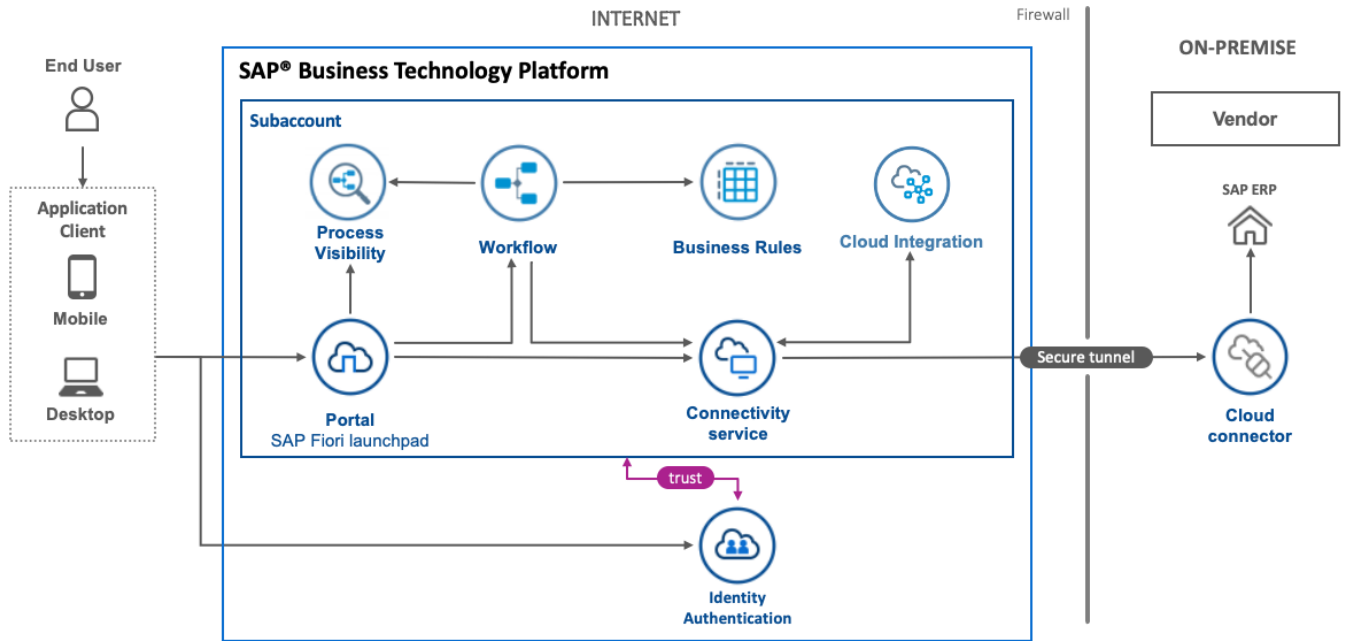 INTERNET
Firewall
ON-PREMISE
End User
SAP® Business Technology Platform
Subaccount
Vendor
Application
Client
Mobile
Desktop
Process
Visibility
Workflow
Business Rules
Cloud Integration
SAP ERP
Portal
SAP Fiori launchpad
Connectivity
service
Secure tunnel
Cloud
connector
trust
Identity
Authentication